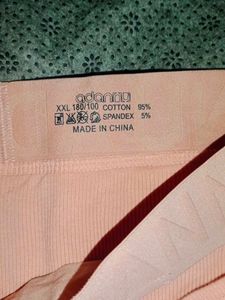 XXL 180/100 COTTON 95%
SPANDEX 5%
MADE IN CHINA